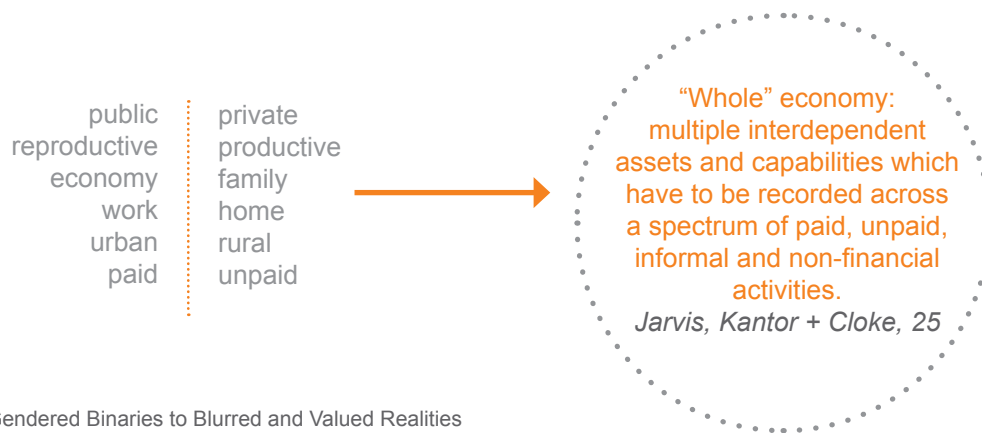 public private
reproductive productive
economy family
work home
urban rural
paid unpaid
“Whole” economy:
multiple interdependent
assets and capabilities which
have to be recorded across
a spectrum of paid, unpaid,
informal and non-financial
activities.
Jarvis, Kantor + Cloke, 25
endered Binaries to Blurred and Valued Realities